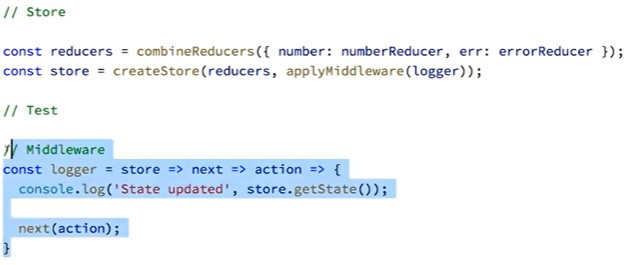 // Store
const reducers = combineReducers({ number: numberReducer, err: errorReducer });
const store = createStore(reducers, applyMiddleware(logger));
// Test
// Middleware
const logger = store => next => action => {
console.log('State updated', store.getState());
next(action);
}